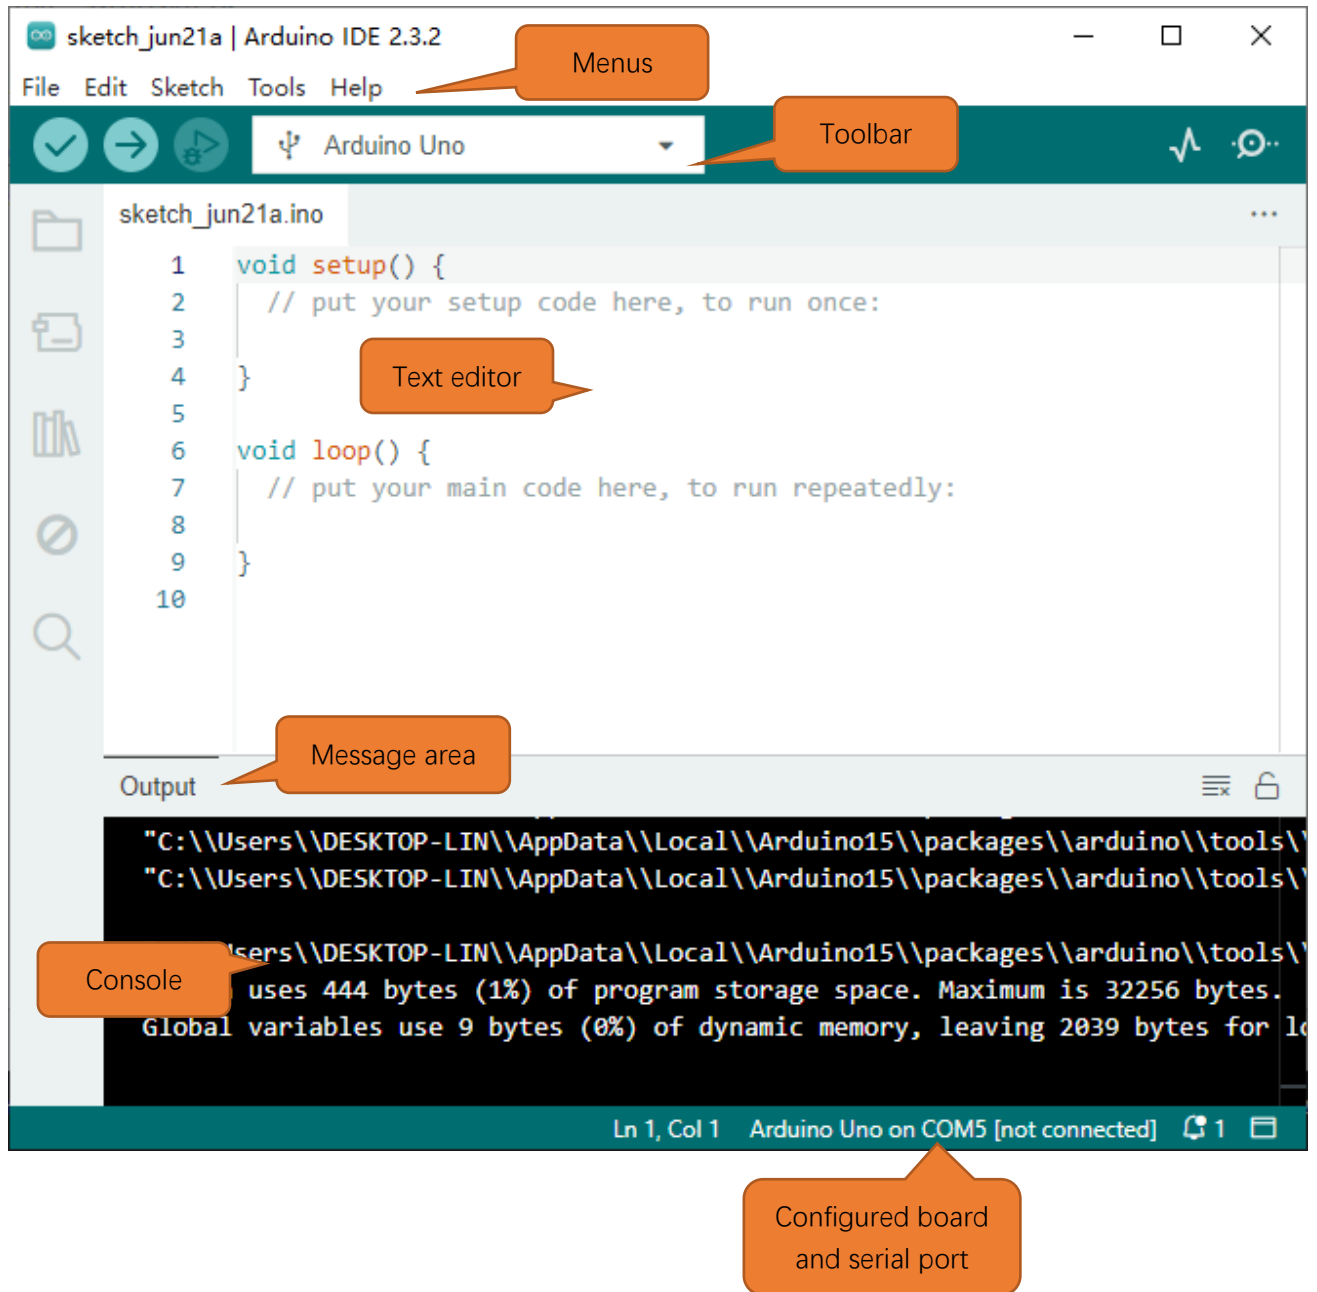 sketch_jun21a | Arduino IDE 2.3.2
Menus
File Edit Sketch Tools Help
Toolbar
Arduino Uno
sketch_jun21a.ino
1 void setup() {
2 // put your setup code here, to run once:
3
Text editor
4 }
5
6 void loop() {
7 // put your main code here, to run repeatedly:
8
9 }
10
Message area
Output
"C:\\Users\\DESKTOP-LIN\\AppData\\Local\\Arduino15\\packages\\arduino\\tools\
"C:\\Users\\DESKTOP-LIN\\AppData\\Local\\Arduino15\\packages\\arduino\\tools\
sers\\DESKTOP-LIN\\AppData\\Local\\Arduino15\\packages\\arduino\\tools\
Console
uses 444 bytes (1%) of program storage space. Maximum is 32256 bytes.
Global variables use 9 bytes (0%) of dynamic memory, leaving 2039 bytes for
Ln 1, Col 1 Arduino Uno on COM5 [not connected] 1
Configured board
and serial port